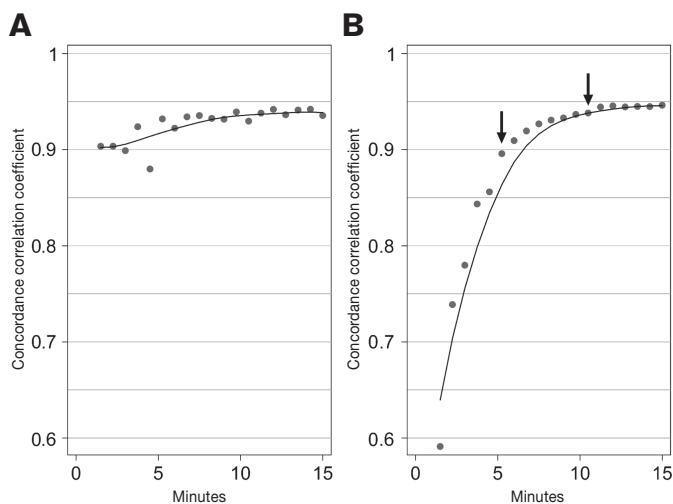 A
B
Concordance correlation coefficient
1
0.9
0.8
0.7
0.6
0 5 10 15
Minutes
Concordance correlation coefficient
1
0.9
0.8
0.7
0.6
0 5 10 15
Minutes